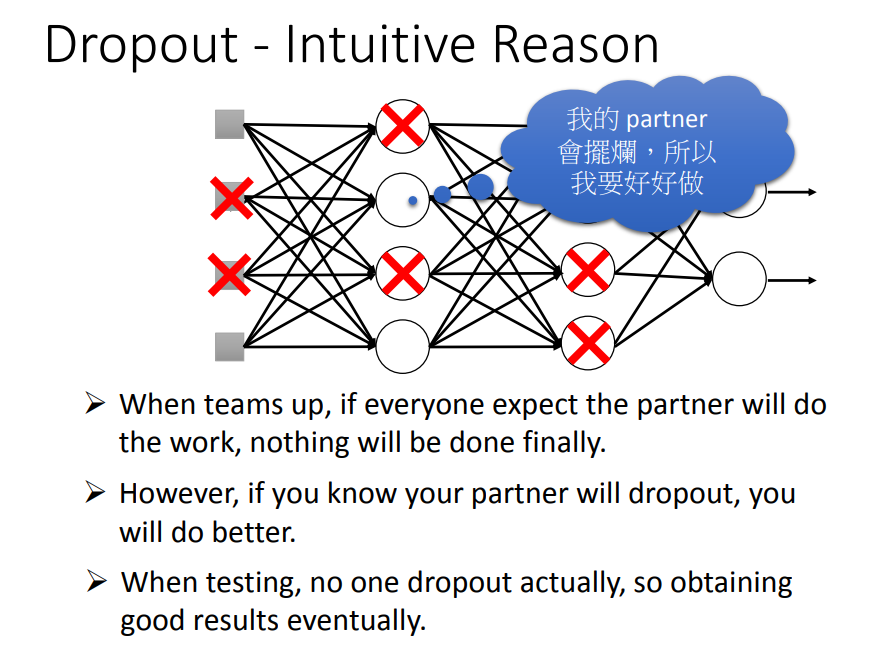 Dropout - Intuitive Reason
我的 partner
會擺爛，所以
我要好好做
➢ When teams up, if everyone expect the partner will do
the work, nothing will be done finally.
➢ However, if you know your partner will dropout, you
will do better.
➢ When testing, no one dropout actually, so obtaining
good results eventually.